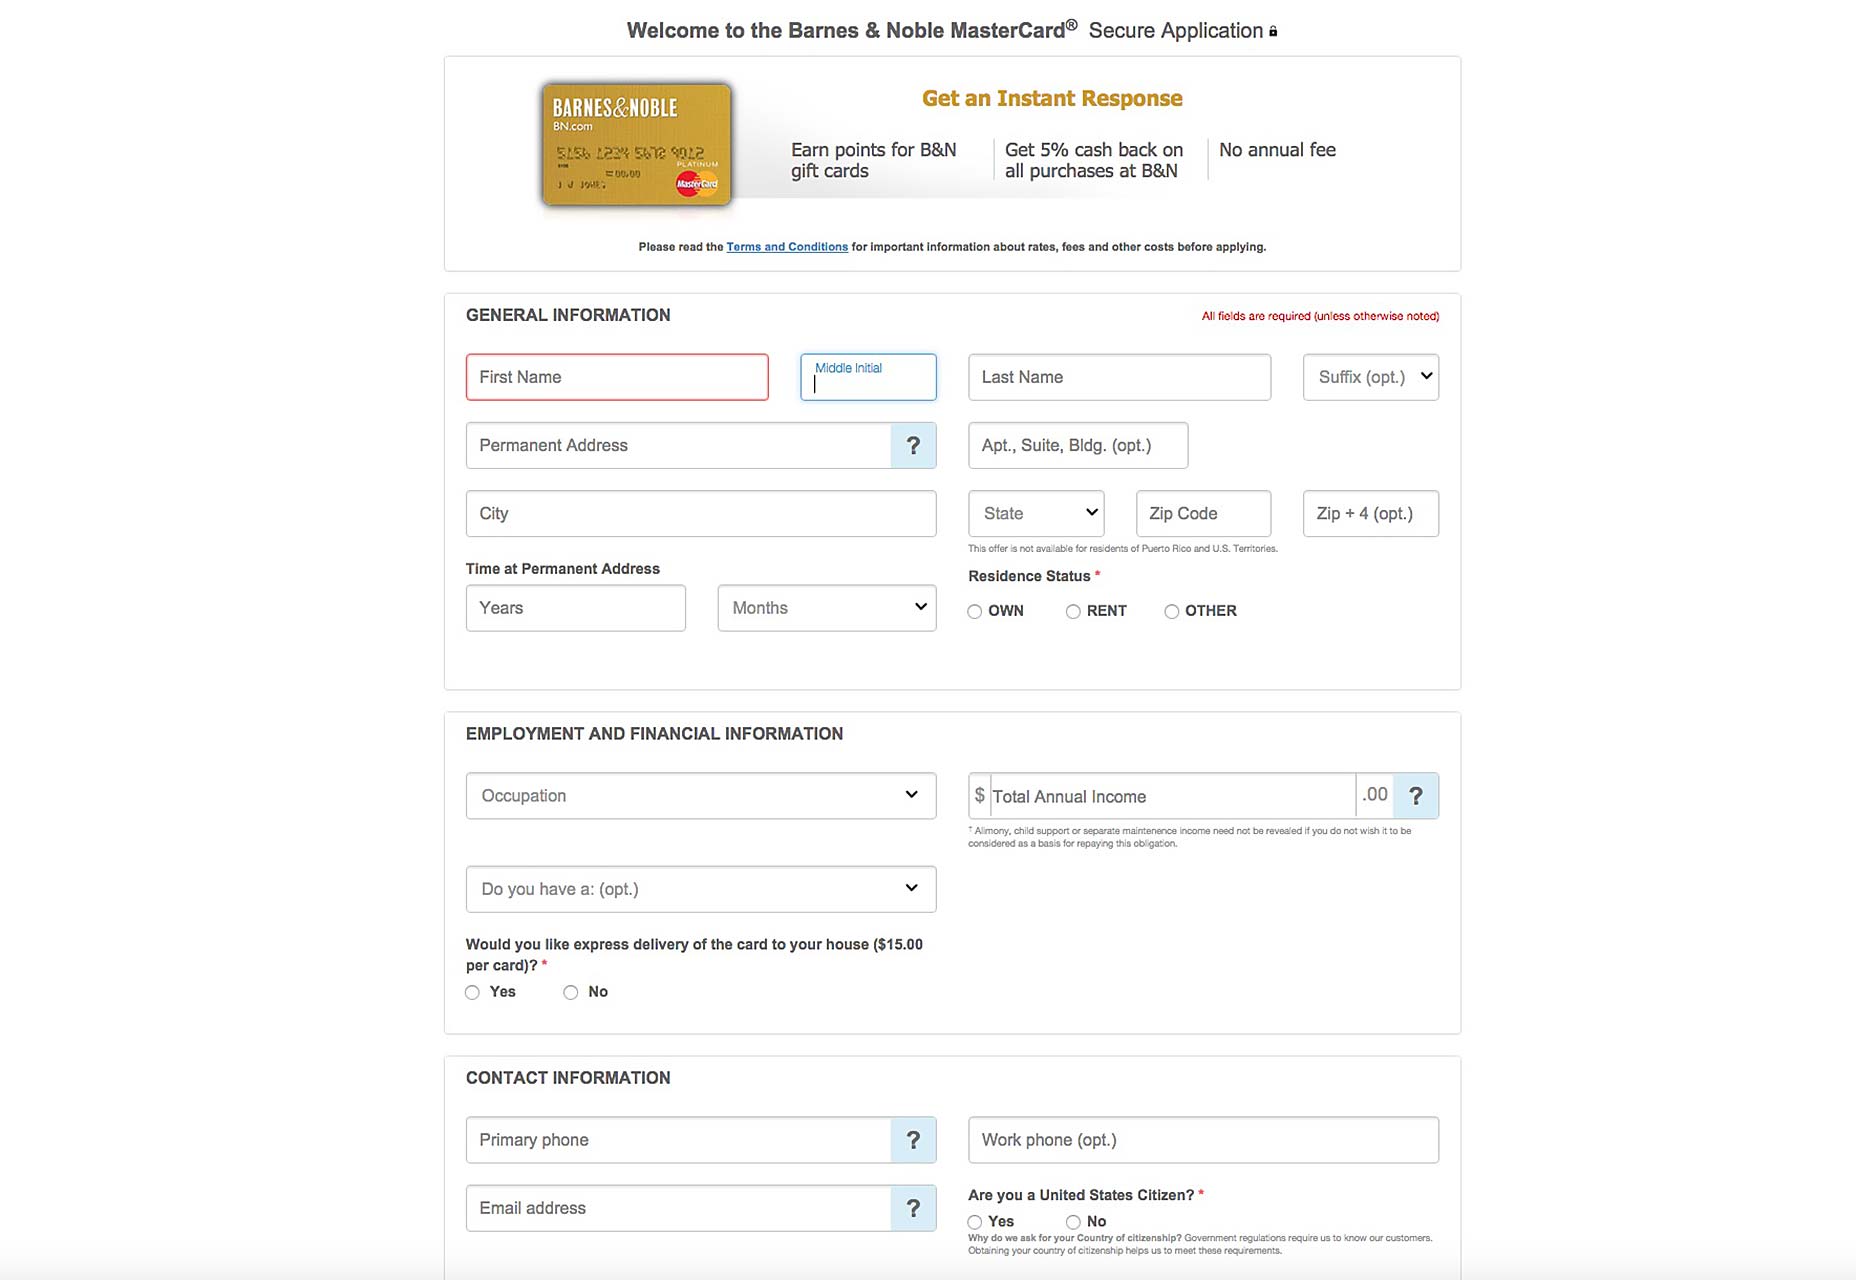 Welcome to the Barnes & Noble MasterCard® Secure Application
BARNES&NOBLE
BN.com
5156 1234 5678 9012
PLATINUM
J J JONES
MasterCard
Get an Instant Response
Earn points for B&N
gift cards
Get 5% cash back on
all purchases at B&N
No annual fee
Please read the Terms and Conditions for important information about rates, fees and other costs before applying.
GENERAL INFORMATION
All fields are required (unless otherwise noted)
First Name
Middle Initial
Last Name
Suffix (opt.)
Permanent Address
?
Apt., Suite, Bldg. (opt.)
City
State
Zip Code
Zip + 4 (opt.)
This offer is not available for residents of Puerto Rico and U.S. Territories.
Time at Permanent Address
Years
Months
Residence Status *
OWN
RENT
OTHER
EMPLOYMENT AND FINANCIAL INFORMATION
Occupation
$ Total Annual Income .00 ?
† Alimony, child support or separate maintenence income need not be revealed if you do not wish it to be
considered as a basis for repaying this obligation.
Do you have a: (opt.)
Would you like express delivery of the card to your house ($15.00
per card)? *
Yes
No
CONTACT INFORMATION
Primary phone
?
Work phone (opt.)
Email address
?
Are you a United States Citizen? *
Yes
No
Why do we ask for your Country of citizenship? Government regulations require us to know our customers.
Obtaining your country of citizenship helps us to meet these requirements.